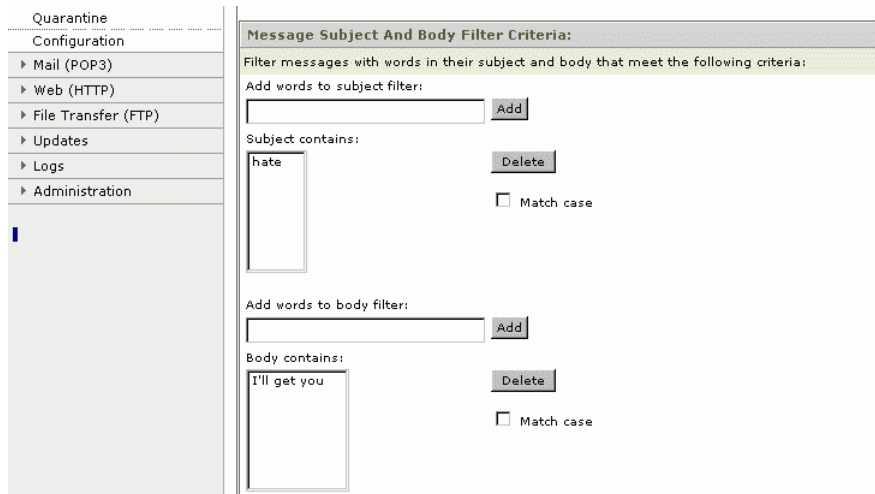 Quarantine
Configuration
Mail (POP3)
Web (HTTP)
File Transfer (FTP)
Updates
Logs
Administration
Message Subject And Body Filter Criteria:
Filter messages with words in their subject and body that meet the following criteria:
Add words to subject filter:
Add
Subject contains:
hate
Delete
Match case
Add words to body filter:
Add
Body contains:
I'll get you
Delete
Match case